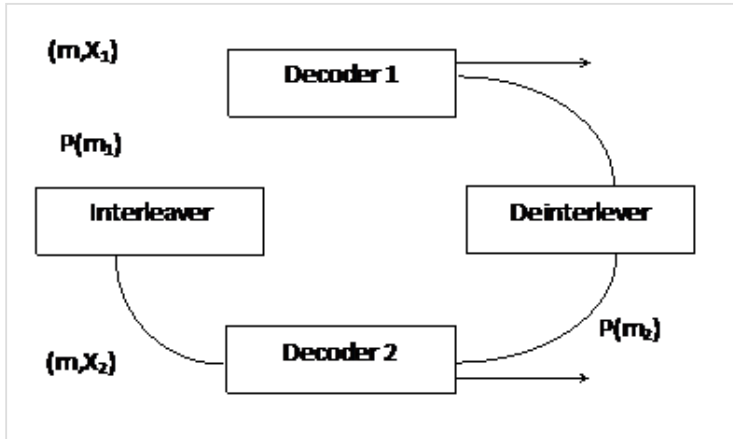 (m,X₁)
Decoder 1
P(m₁)
Interleaver
Deinterlever
P(m₂)
Decoder 2
(m,X₂)